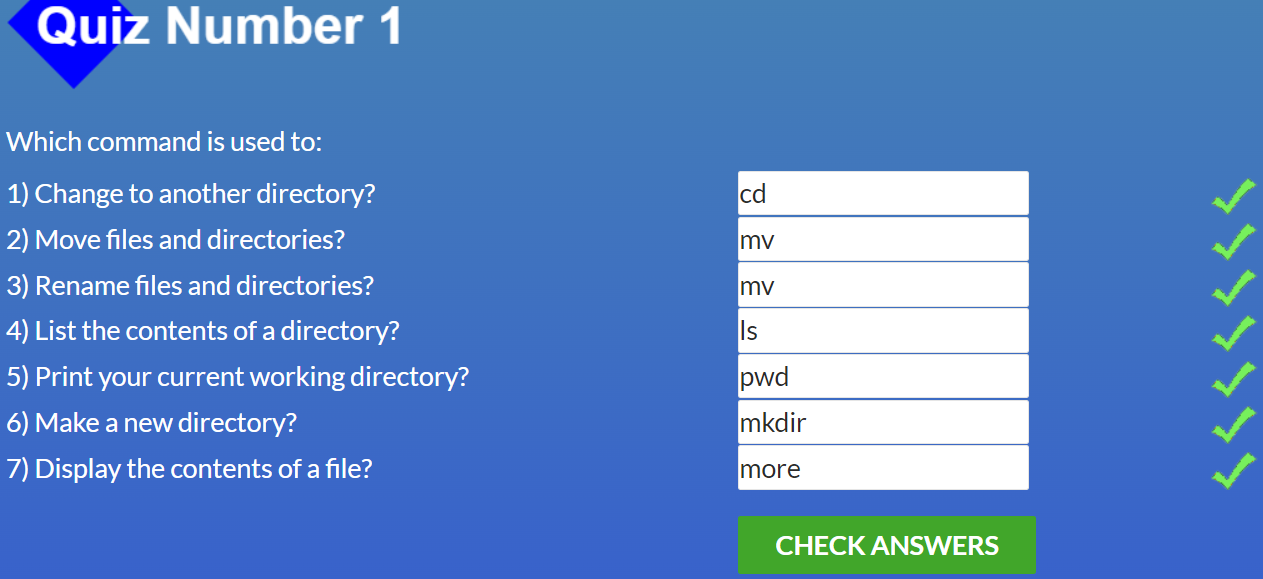 Quiz Number 1
Which command is used to:
1) Change to another directory? cd
2) Move files and directories? mv
3) Rename files and directories? mv
4) List the contents of a directory? ls
5) Print your current working directory? pwd
6) Make a new directory? mkdir
7) Display the contents of a file? more
CHECK ANSWERS